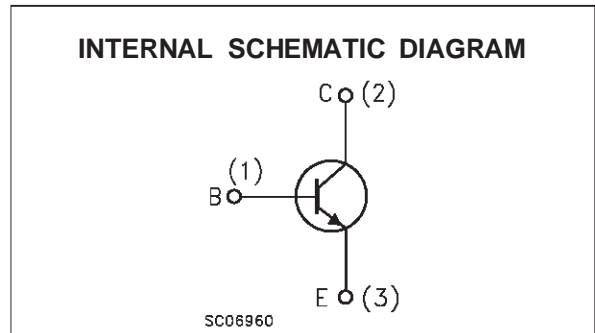 INTERNAL SCHEMATIC DIAGRAM
C (2)
(1)
B
E (3)
SC06960